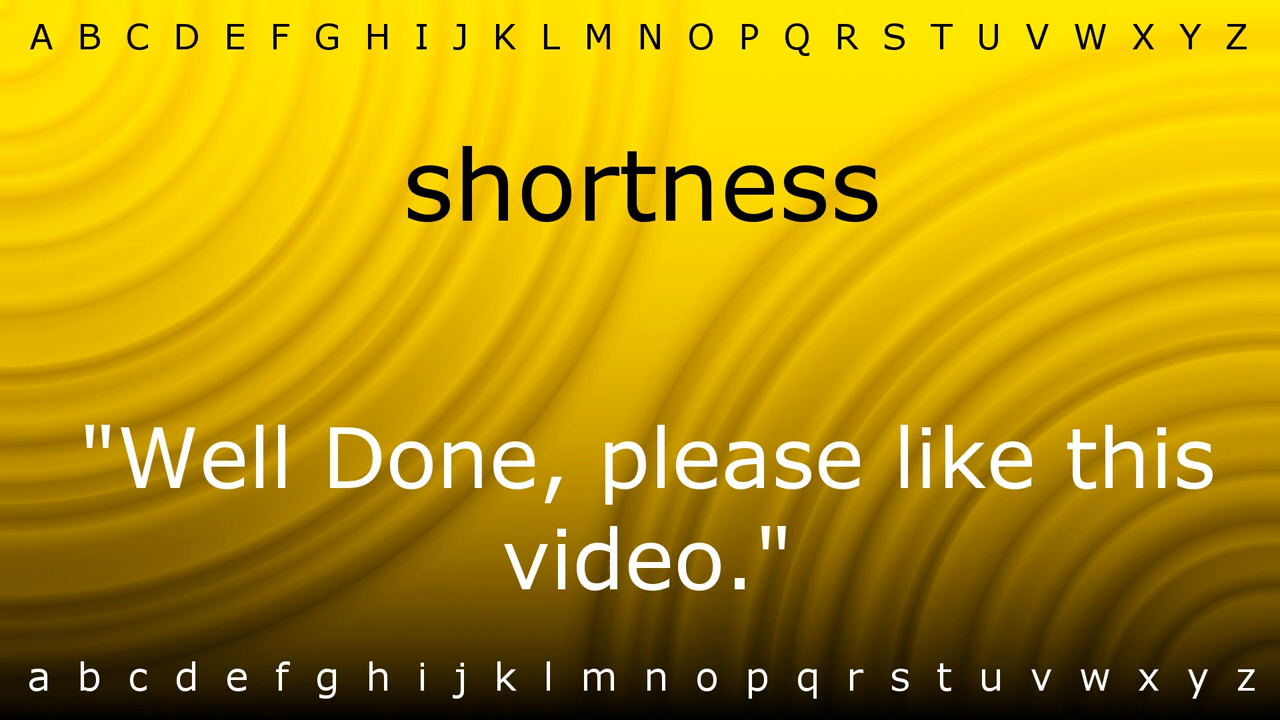 A B C D E F G H I J K L M N O P Q R S T U V W X Y Z
shortness
"Well Done, please like this
video."
a b c d e f g h i j k l m n o p q r s t u v w x y z